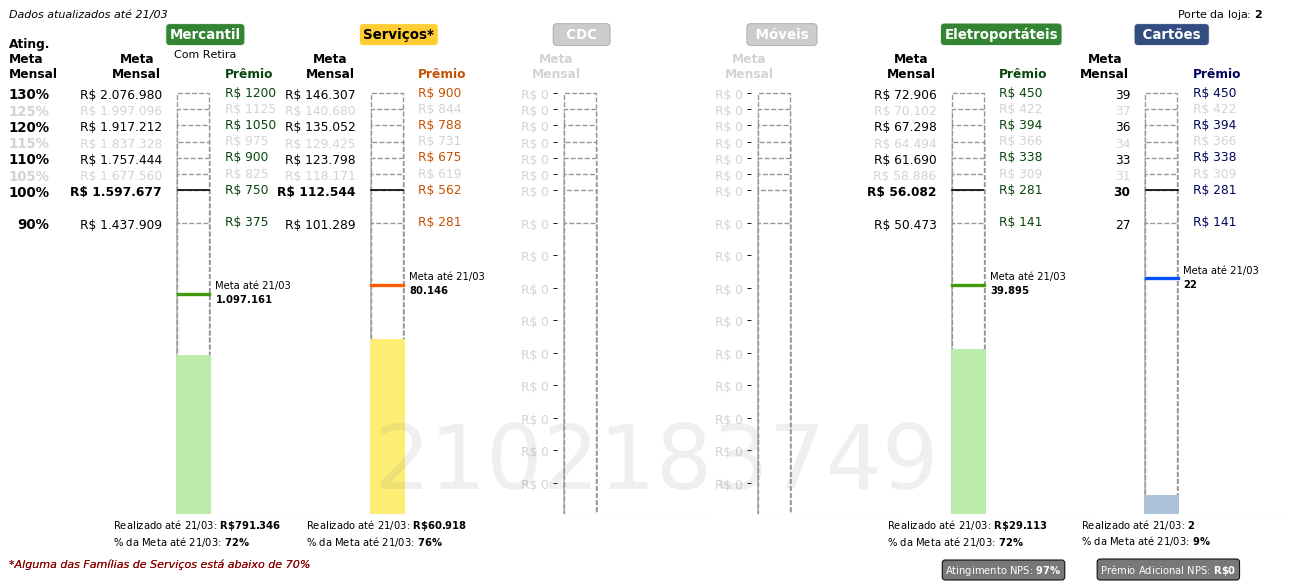 Dados atualizados até 21/03
Porte da loja: 2
Mercantil Serviços* CDC Móveis Eletroportáteis Cartões
Com Retira
Ating. Meta Mensal
Meta Mensal Prêmio Meta Mensal Prêmio Meta Mensal Meta Mensal Meta Mensal Prêmio Meta Mensal Prêmio
130% R$ 2.076.980 R$ 1200 R$ 146.307 R$ 900 R$ 0 R$ 0 R$ 72.906 R$ 450 39 R$ 450
125% R$ 1.997.096 R$ 1125 R$ 140.680 R$ 844 R$ 0 R$ 0 R$ 70.102 R$ 422 37 R$ 422
120% R$ 1.917.212 R$ 1050 R$ 135.052 R$ 788 R$ 0 R$ 0 R$ 67.298 R$ 394 36 R$ 394
115% R$ 1.837.328 R$ 975 R$ 129.425 R$ 731 R$ 0 R$ 0 R$ 64.494 R$ 366 34 R$ 366
110% R$ 1.757.444 R$ 900 R$ 123.798 R$ 675 R$ 0 R$ 0 R$ 61.690 R$ 338 33 R$ 338
105% R$ 1.677.560 R$ 825 R$ 118.171 R$ 619 R$ 0 R$ 0 R$ 58.886 R$ 309 31 R$ 309
100% R$ 1.597.677 R$ 750 R$ 112.544 R$ 562 R$ 0 R$ 0 R$ 56.082 R$ 281 30 R$ 281
90% R$ 1.437.909 R$ 375 R$ 101.289 R$ 281 R$ 0 R$ 0 R$ 50.473 R$ 141 27 R$ 141
R$ 0 R$ 0
Meta até 21/03 Meta até 21/03 Meta até 21/03 Meta até 21/03
1.097.161 80.146 39.895 22
R$ 0 R$ 0
R$ 0 R$ 0
R$ 0 R$ 0
R$ 0 R$ 0
R$ 0 R$ 0
R$ 0 R$ 0
R$ 0 R$ 0
2102183749
Realizado até 21/03: R$791.346 Realizado até 21/03: R$60.918 Realizado até 21/03: R$29.113 Realizado até 21/03: 2
% da Meta até 21/03: 72% % da Meta até 21/03: 76% % da Meta até 21/03: 72% % da Meta até 21/03: 9%
*Alguma das Famílias de Serviços está abaixo de 70%
Atingimento NPS: 97% Prêmio Adicional NPS: R$0